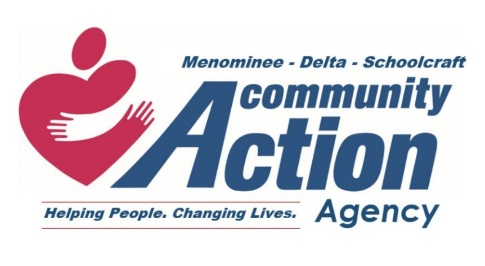 Menominee - Delta - Schoolcraft
community
Action
Helping People. Changing Lives.
Agency